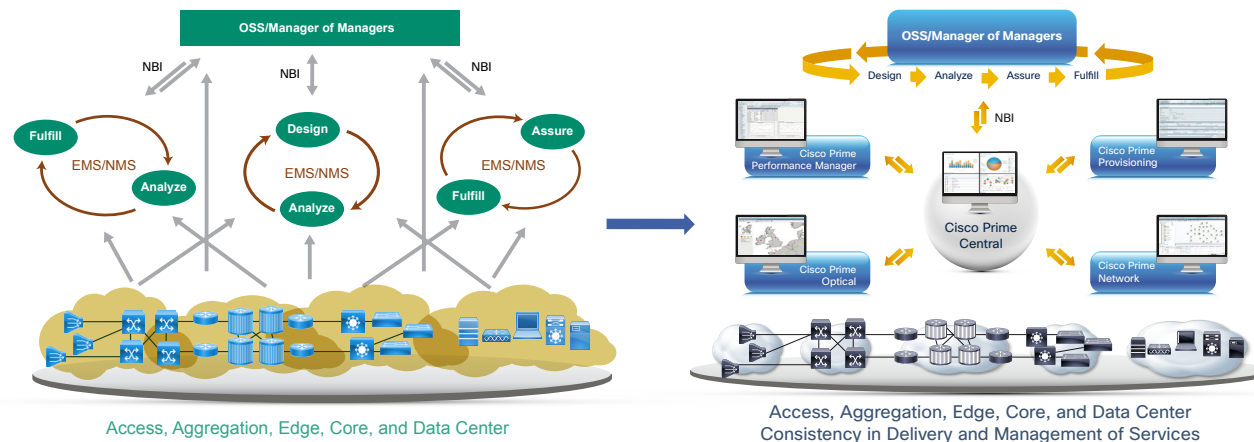 OSS/Manager of Managers
NBI
NBI
NBI
Fulfill
EMS/NMS
Analyze
Design
EMS/NMS
Analyze
Assure
EMS/NMS
Fulfill
Access, Aggregation, Edge, Core, and Data Center
OSS/Manager of Managers
Design
Analyze
Assure
Fulfill
NBI
Cisco Prime
Performance Manager
Cisco Prime
Provisioning
Cisco Prime
Central
Cisco Prime
Optical
Cisco Prime
Network
Access, Aggregation, Edge, Core, and Data Center
Consistency in Delivery and Management of Services